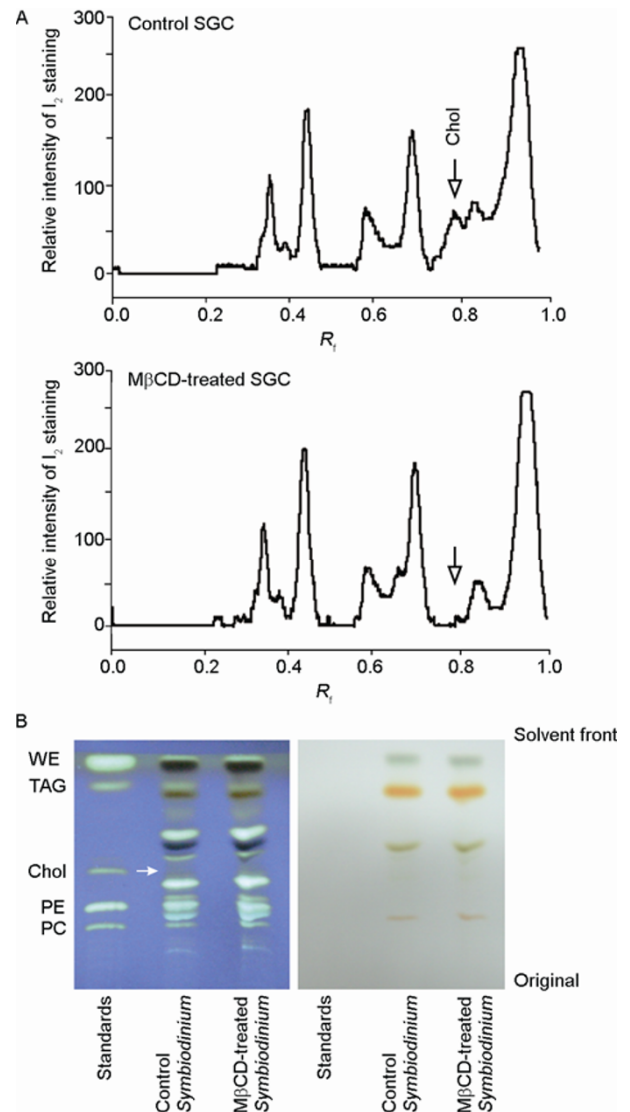 A
Control SGC
Relative intensity of I2 staining
300
200
100
0
Chol
0.0 0.2 0.4 0.6 0.8 1.0
Rf
MβCD-treated SGC
Relative intensity of I2 staining
300
200
100
0
0.0 0.2 0.4 0.6 0.8 1.0
Rf
B
Solvent front
WE
TAG
Chol
PE
PC
Original
Standards
Control
Symbiodinium
MβCD-treated
Symbiodinium
Standards
Control
Symbiodinium
MβCD-treated
Symbiodinium